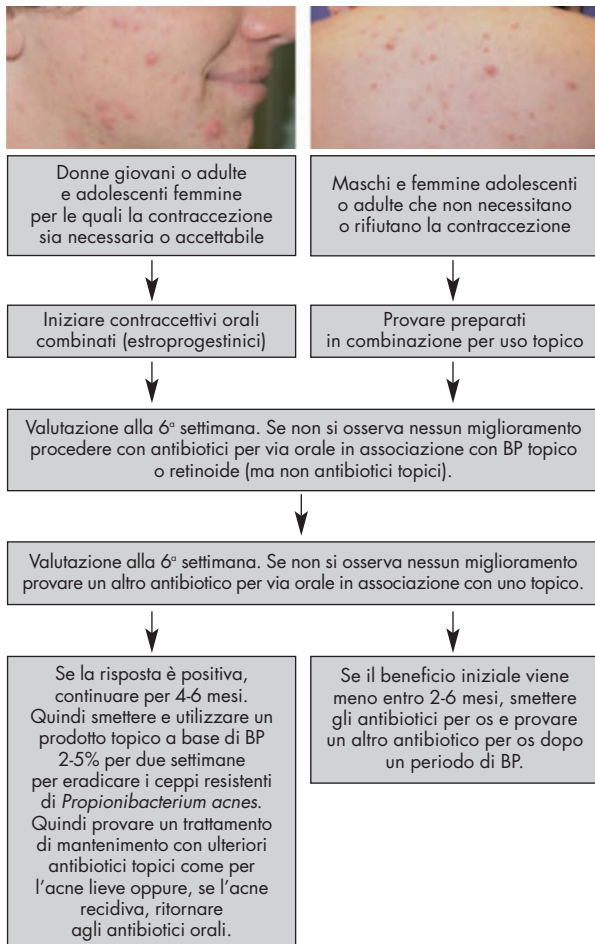 Donne giovani o adulte
e adolescenti femmine
per le quali la contraccezione
sia necessaria o accettabile
Maschi e femmine adolescenti
o adulte che non necessitano
o rifiutano la contraccezione
Iniziare contraccettivi orali
combinati (estroprogestinici)
Provare preparati
in combinazione per uso topico
Valutazione alla 6ª settimana. Se non si osserva nessun miglioramento
procedere con antibiotici per via orale in associazione con BP topico
o retinoide (ma non antibiotici topici).
Valutazione alla 6ª settimana. Se non si osserva nessun miglioramento
provare un altro antibiotico per via orale in associazione con uno topico.
Se la risposta è positiva,
continuare per 4-6 mesi.
Quindi smettere e utilizzare un
prodotto topico a base di BP
2-5% per due settimane
per eradicare i ceppi resistenti
di Propionibacterium acnes.
Quindi provare un trattamento
di mantenimento con ulteriori
antibiotici topici come per
l'acne lieve oppure, se l'acne
recidiva, ritornare
agli antibiotici orali.
Se il beneficio iniziale viene
meno entro 2-6 mesi, smettere
gli antibiotici per os e provare
un altro antibiotico per os dopo
un periodo di BP.